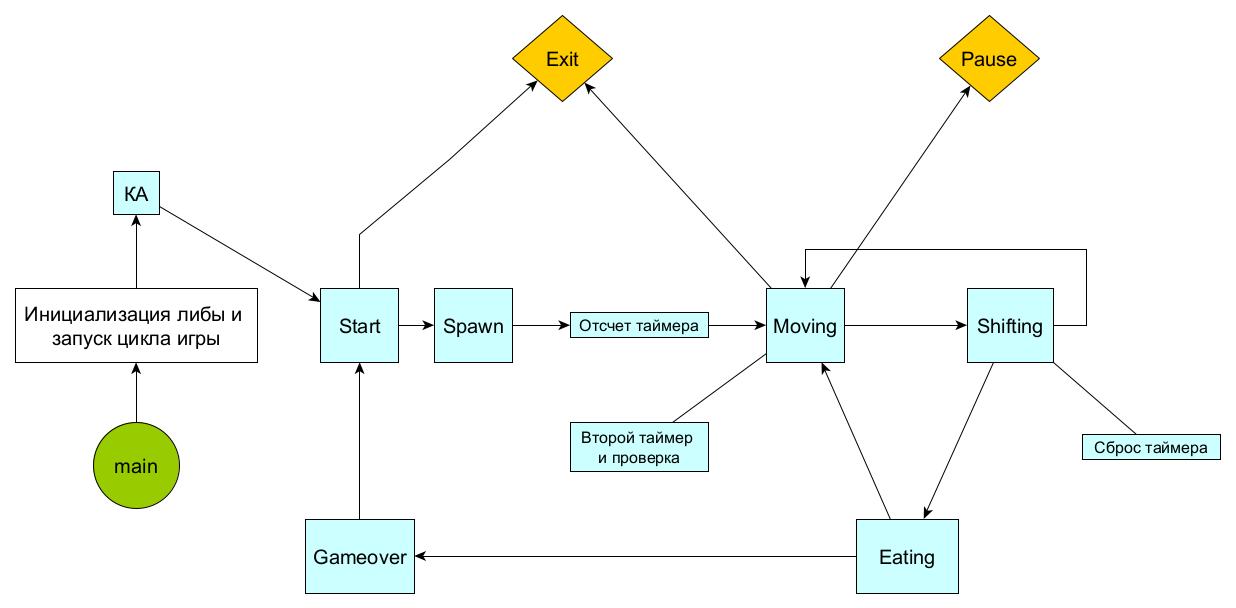 Exit
Pause
КА
Инициализация либы и
запуск цикла игры
Start
Spawn
Отсчет таймера
Moving
Shifting
main
Второй таймер
и проверка
Сброс таймера
Gameover
Eating